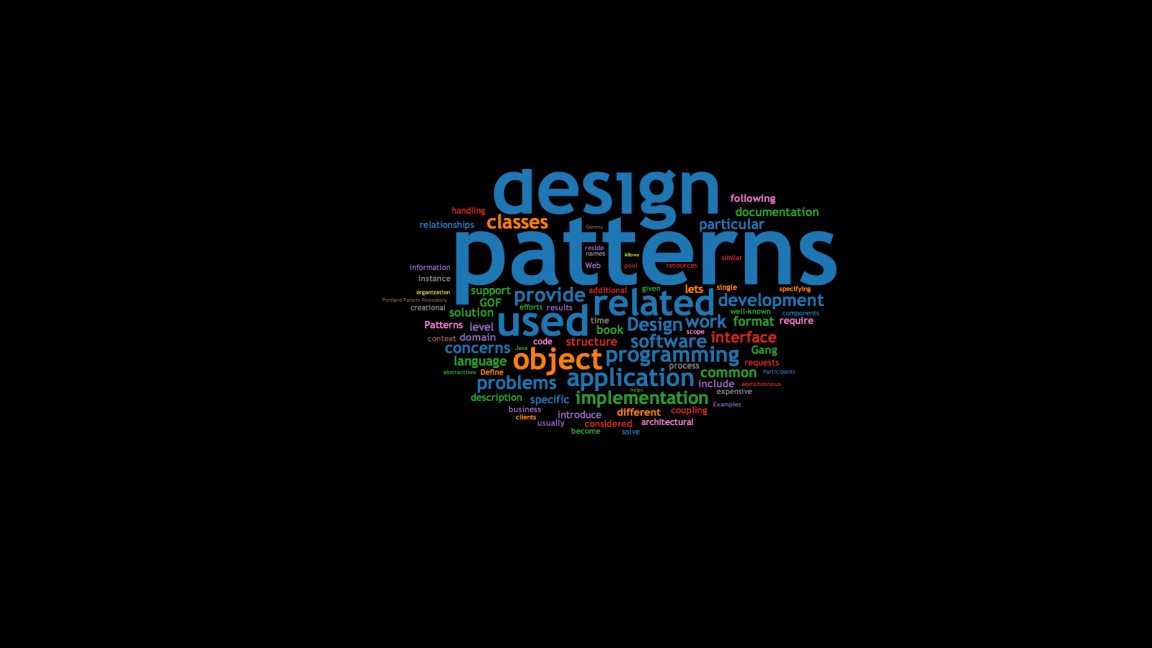 design
following
handling
documentation
relationships
classes
Gamma
particular
patterns
reside
names
Allows
similar
information
Web
pool
resources
instance
organization
support
provide
additional
given
lets
single
specifying
Portland Pattern Repository
creational
GOF
efforts
results
related
development
solution
used
time
well-known
components
Patterns
level
book
Design
work
format
require
scope
context
domain
code
structure
software
interface
concerns
Java
object
programming
Gang
language
process
requests
abstractions
Define
application
common
Participants
problems
include
asynchronous
helps
description
specific
implementation
expensive
business
introduce
different
coupling
Examples
clients
usually
considered
architectural
become
solve